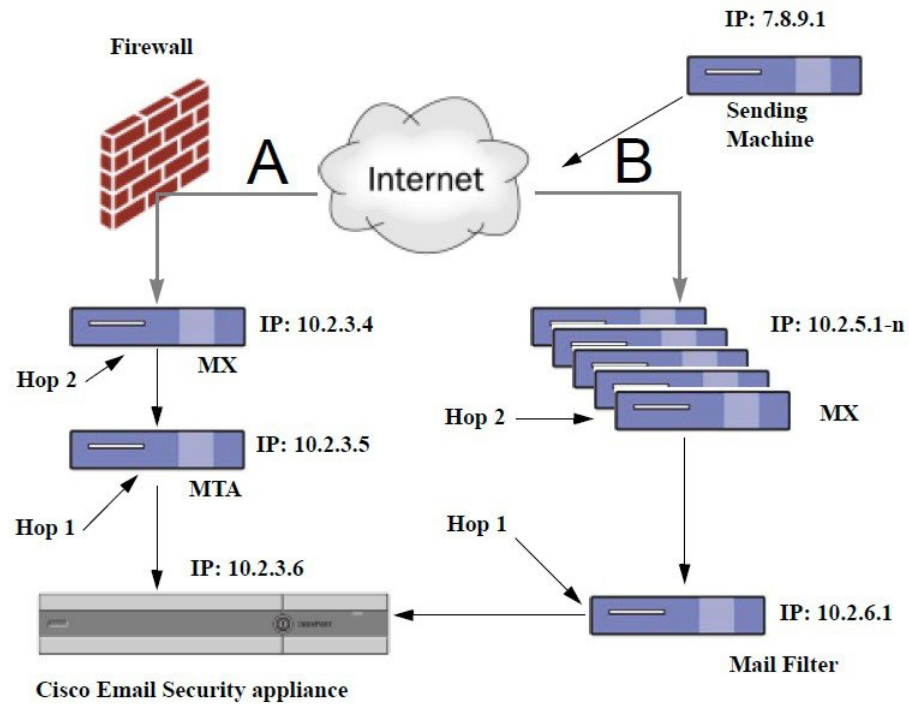 IP: 7.8.9.1
Firewall
Sending
Machine
A
Internet
B
IP: 10.2.3.4
MX
Hop 2
IP: 10.2.3.5
MTA
Hop 1
IP: 10.2.3.6
Cisco Email Security appliance
IP: 10.2.5.1-n
MX
Hop 2
Hop 1
IP: 10.2.6.1
Mail Filter